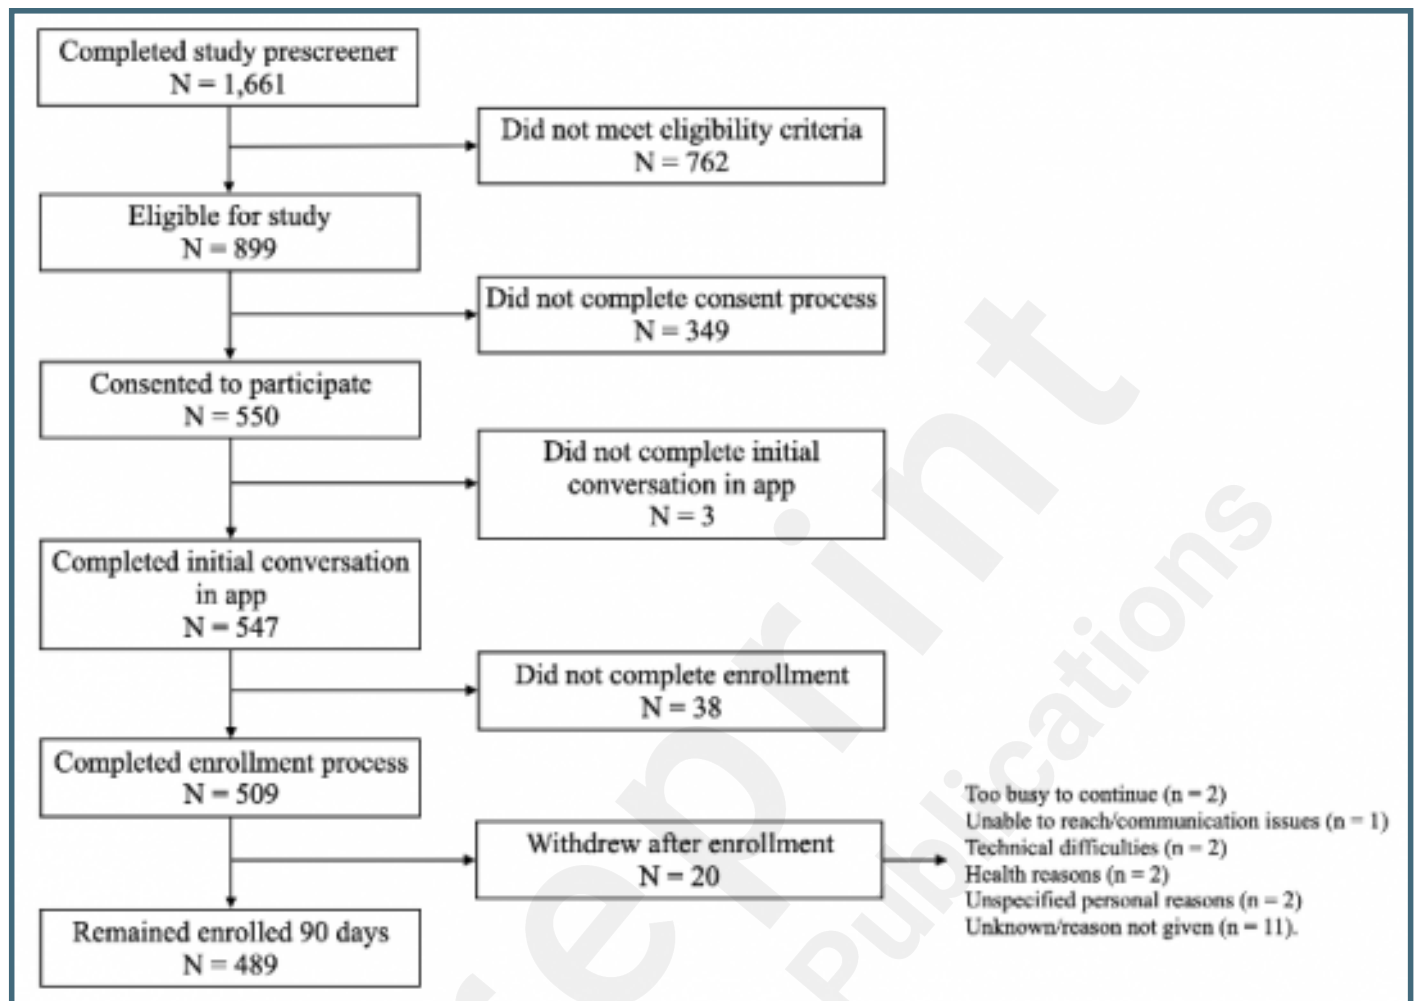 Completed study prescreener
N = 1,661
Did not meet eligibility criteria
N = 762
Eligible for study
N = 899
Did not complete consent process
N = 349
Consented to participate
N = 550
Did not complete initial
conversation in app
N = 3
Completed initial conversation
in app
N = 547
Did not complete enrollment
N = 38
Completed enrollment process
N = 509
Withdrew after enrollment
N = 20
Too busy to continue (n = 2)
Unable to reach/communication issues (n = 1)
Technical difficulties (n = 2)
Health reasons (n = 2)
Unspecified personal reasons (n = 2)
Unknown/reason not given (n = 11).
Remained enrolled 90 days
N = 489
eprint
Publications